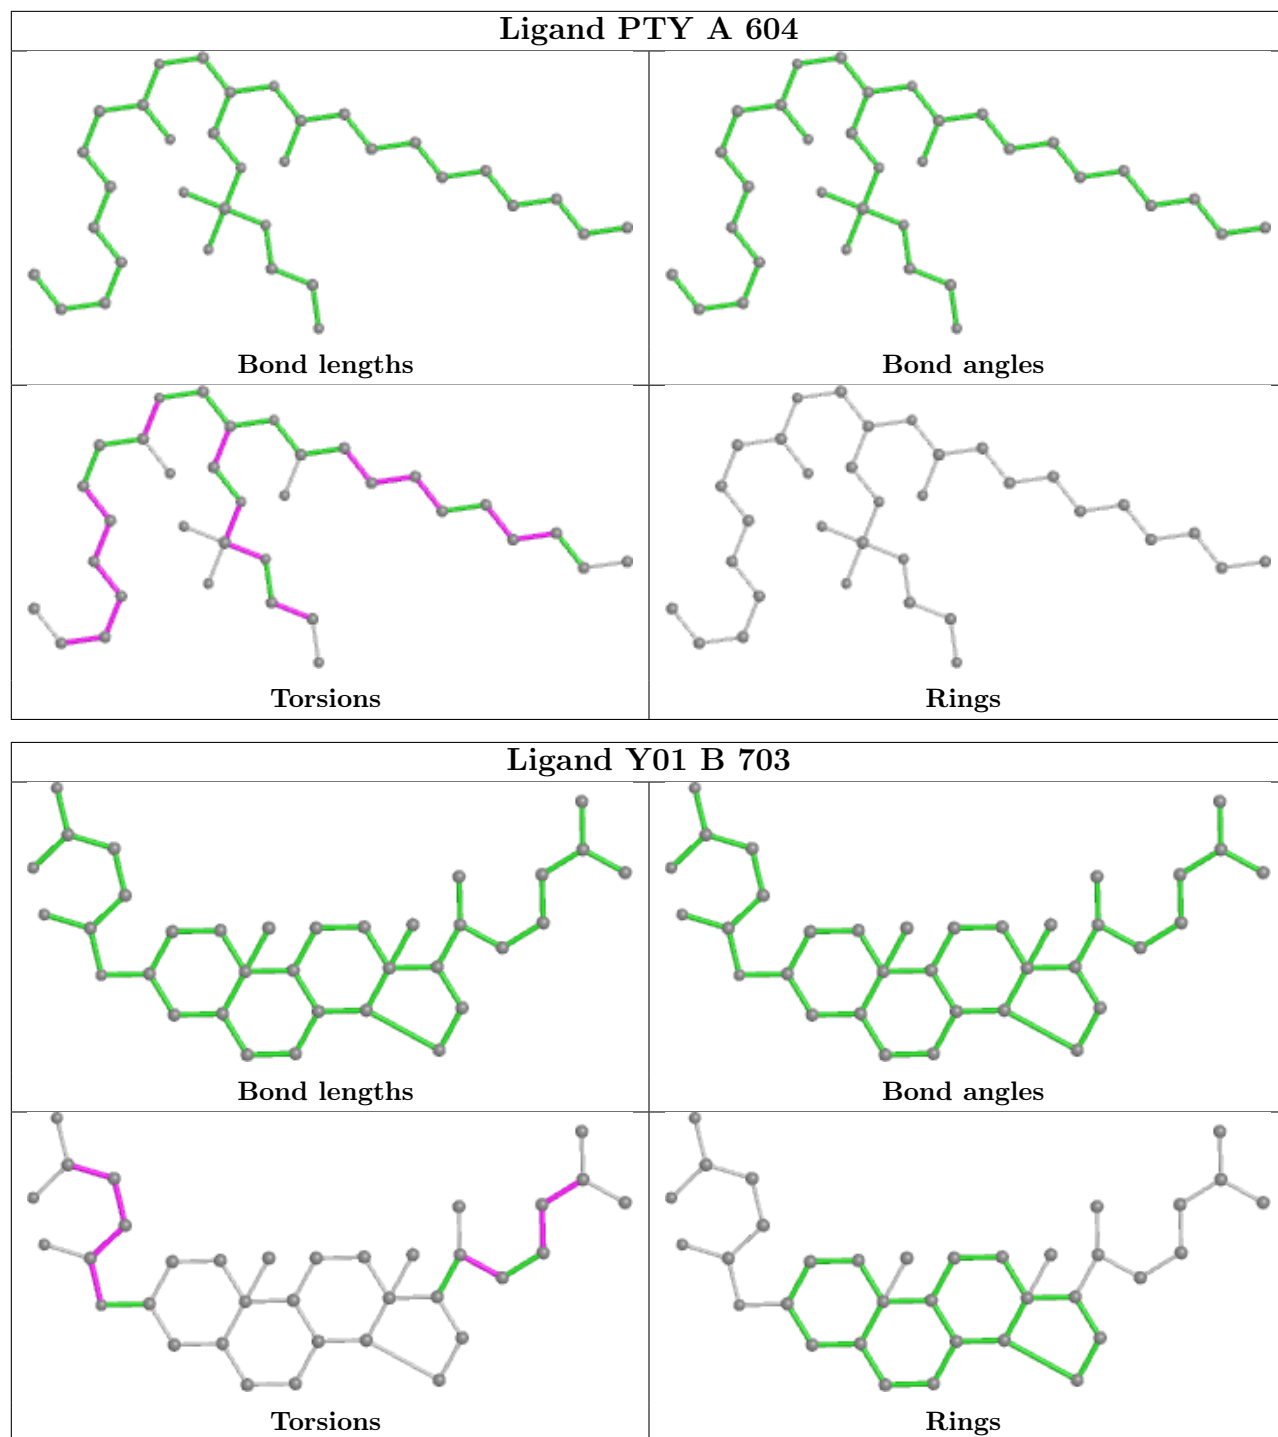 Ligand PTY A 604
Bond lengths
Bond angles
Torsions
Rings
Ligand Y01 B 703
Bond lengths
Bond angles
Torsions
Rings